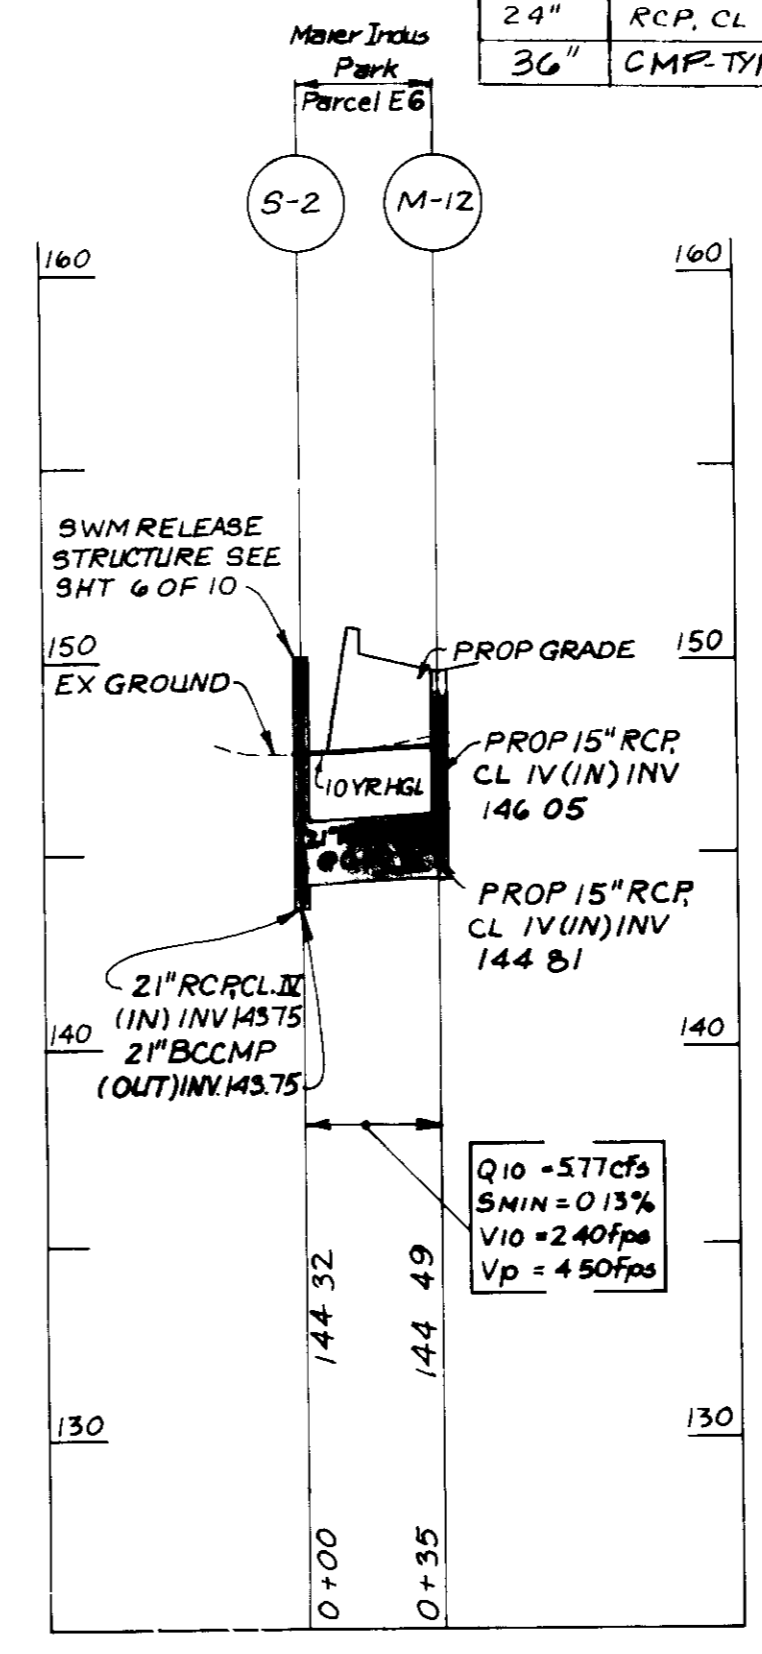 24" RCP, CL
36" CMP-TYP
Maier Indus
Park
Parcel E6
S-2
M-12
160
160
SWM RELEASE
STRUCTURE SEE
SHT 6 OF 10
150
150
PROP GRADE
EX GROUND
PROP 15" RCP,
CL IV (IN) INV
146 05
10 YR HGL
21"
PROP 15" RCP,
CL IV (IN) INV
144 81
21" RCP, CL. IV
(IN) INV 143 75
140
140
21" BCCMP
(OUT) INV. 143.75
Q10 = 5.77 cfs
SMIN = 0 13%
V10 = 2 40 fps
Vp = 4 50 fps
144 32
144 49
130
130
0+00
0+35